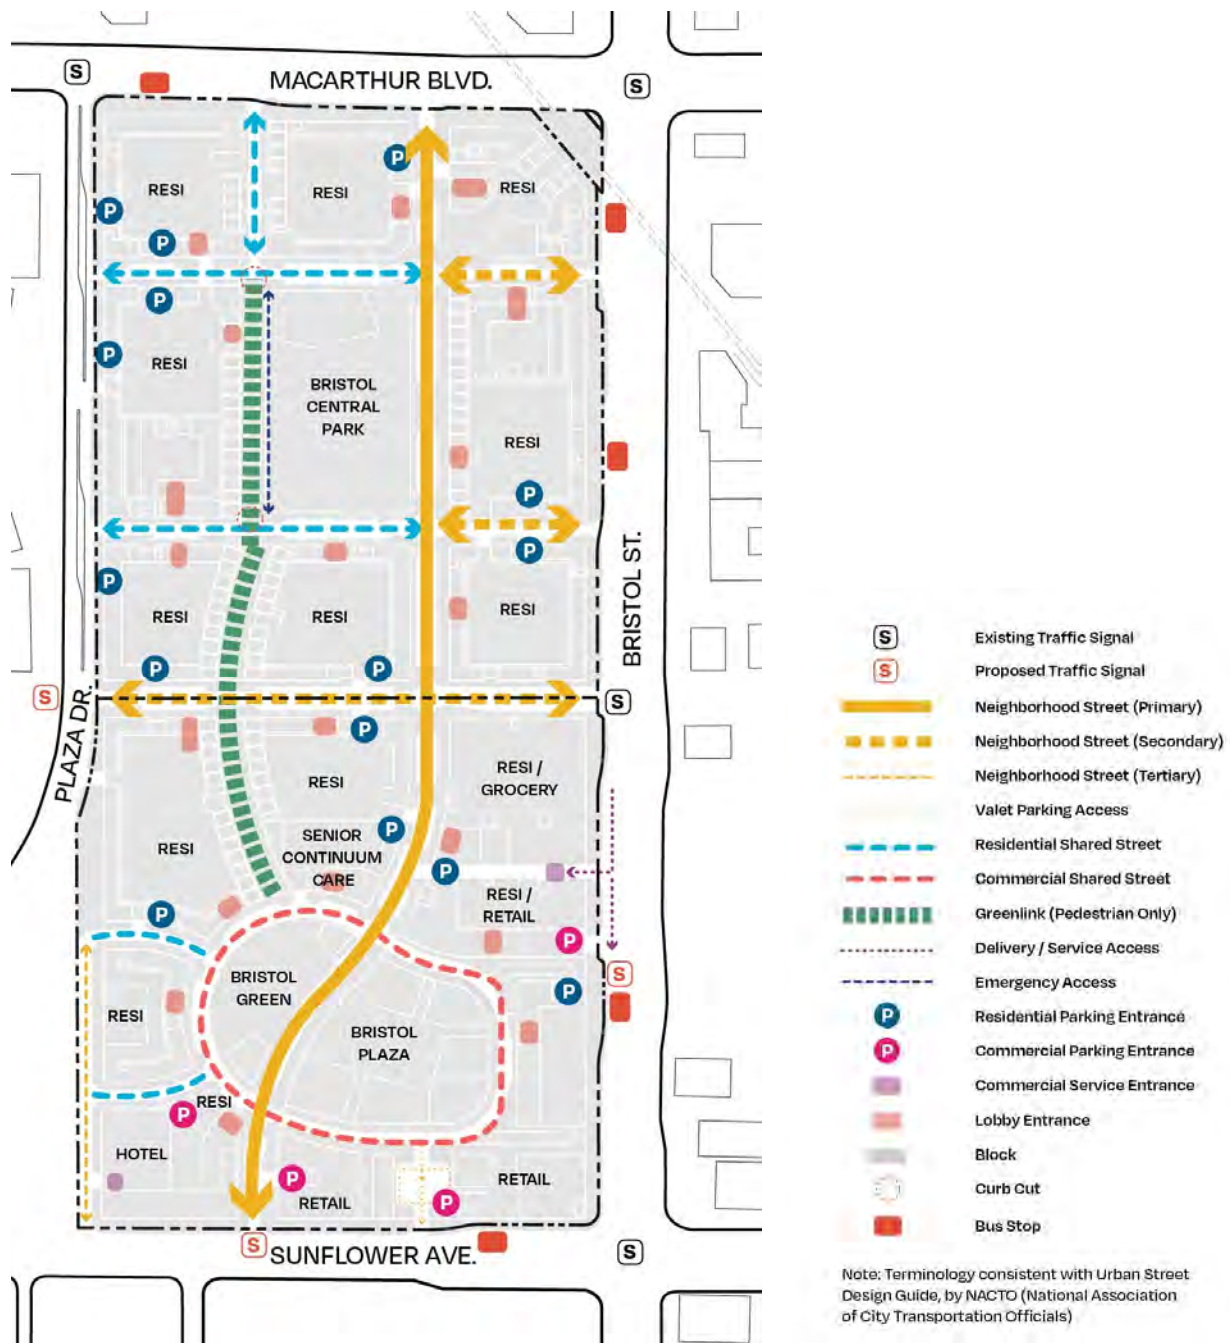 S
MACARTHUR BLVD.
S
P
RESI
RESI
RESI
P
P
P
P
RESI
BRISTOL
CENTRAL
PARK
RESI
P
P
P
RESI
RESI
RESI
BRISTOL ST.
P
P
S
S
PLAZA DR.
P
RESI
RESI /
GROCERY
P
SENIOR
CONTINUUM
CARE
RESI
P
RESI /
RETAIL
P
P
S
BRISTOL
GREEN
P
RESI
BRISTOL
PLAZA
RESI
P
HOTEL
P
RETAIL
RETAIL
P
S
SUNFLOWER AVE.
S
S Existing Traffic Signal
S Proposed Traffic Signal
Neighborhood Street (Primary)
Neighborhood Street (Secondary)
Neighborhood Street (Tertiary)
Valet Parking Access
Residential Shared Street
Commercial Shared Street
Greenlink (Pedestrian Only)
Delivery / Service Access
Emergency Access
P Residential Parking Entrance
P Commercial Parking Entrance
Commercial Service Entrance
Lobby Entrance
Block
Curb Cut
Bus Stop
Note: Terminology consistent with Urban Street
Design Guide, by NACTO (National Association
of City Transportation Officials)